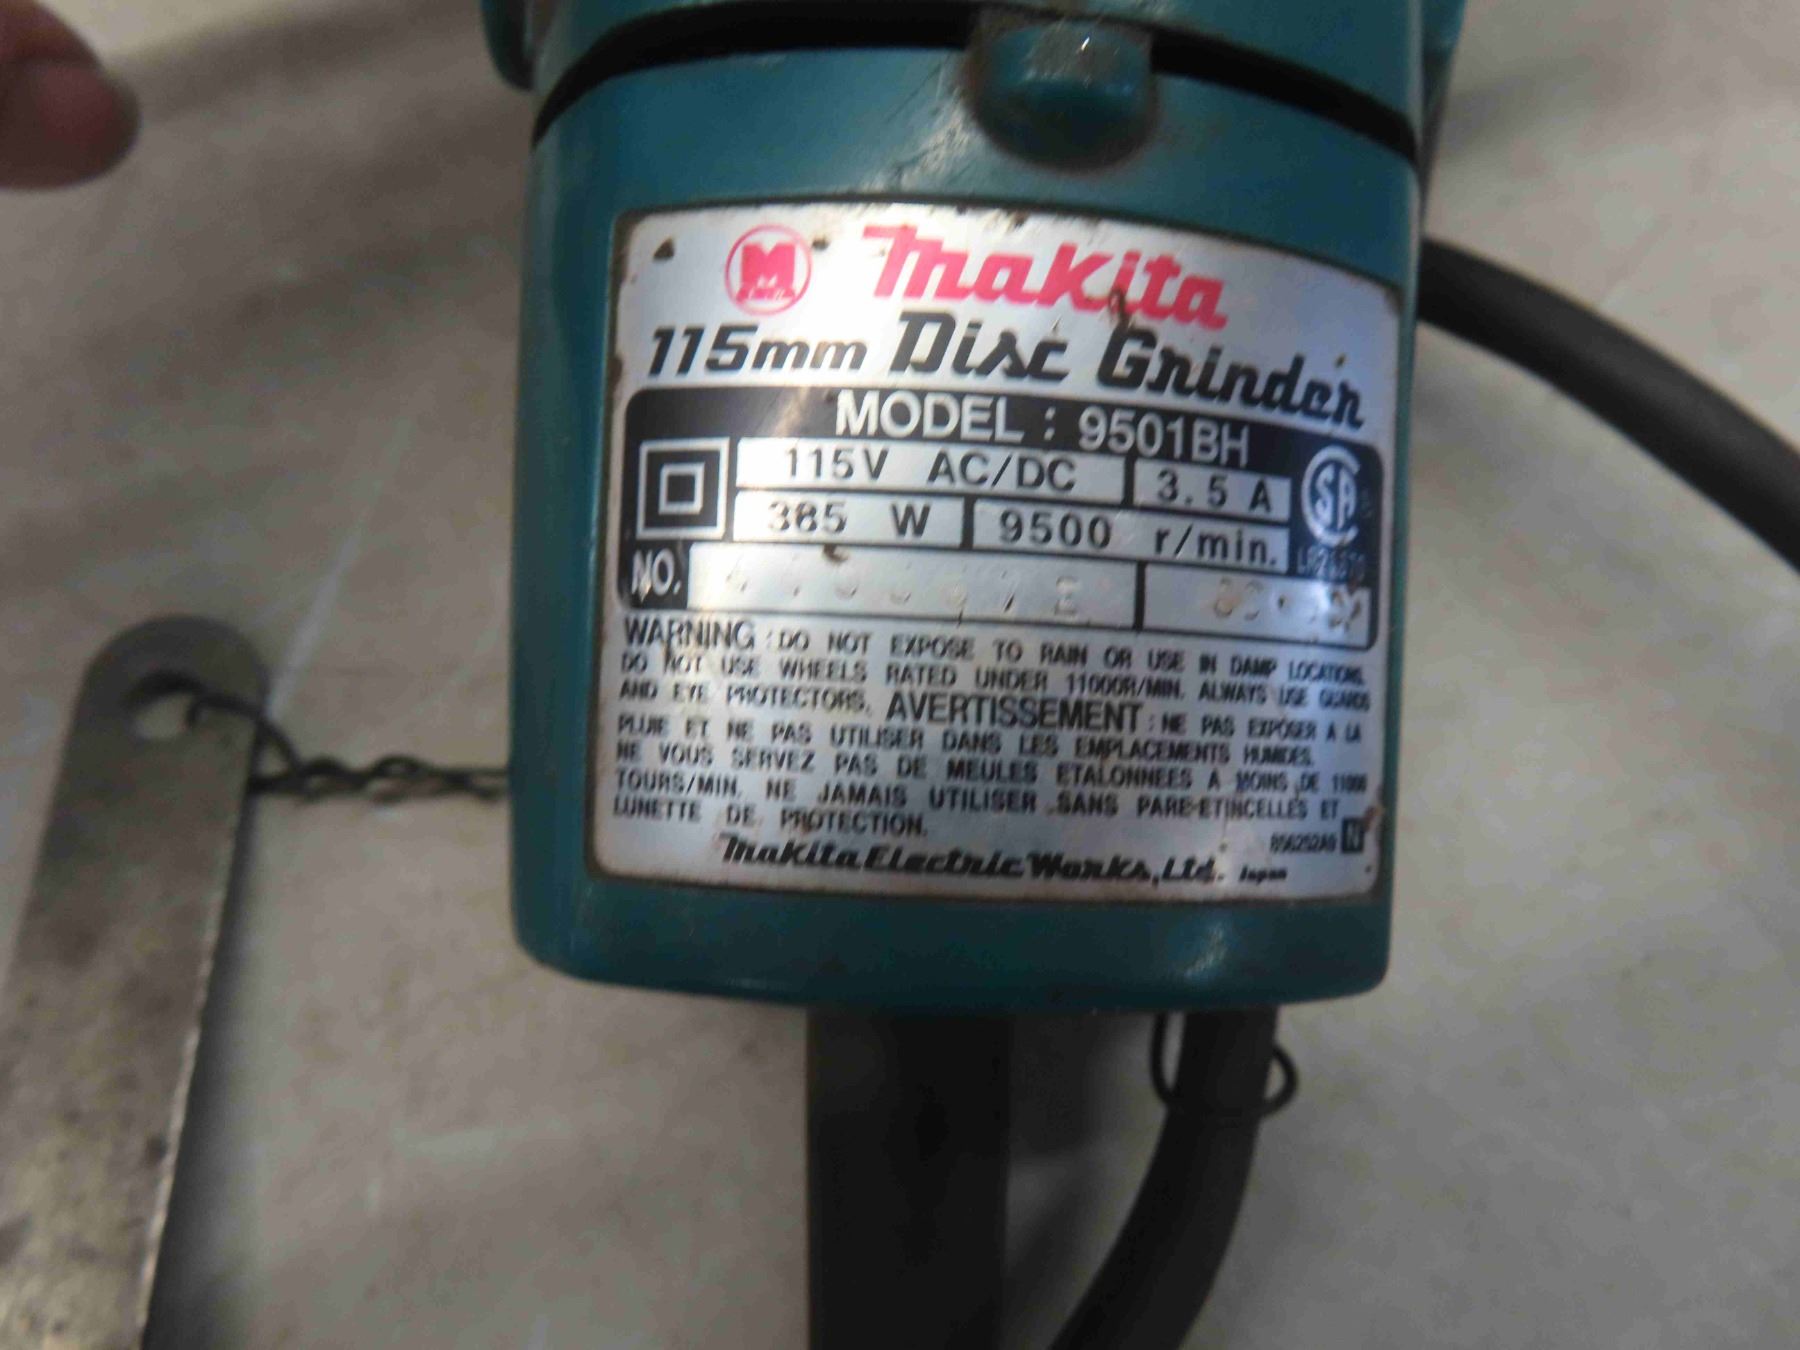 Makita
115mm Disc Grinder
MODEL : 9501BH
115V AC/DC 3.5 A
385 W 9500 r/min.
NO.
WARNING : DO NOT EXPOSE TO RAIN OR USE IN DAMP LOCATIONS.
DO NOT USE WHEELS RATED UNDER 11000R/MIN. ALWAYS USE GUARDS
AND EYE PROTECTORS. AVERTISSEMENT : NE PAS EXPOSER A LA
PLUIE ET NE PAS UTILISER DANS LES EMPLACEMENTS HUMIDES.
NE VOUS SERVEZ PAS DE MEULES ETALONNEES A MOINS DE 11000
TOURS/MIN. NE JAMAIS UTILISER SANS PARE-ETINCELLES ET
LUNETTE DE PROTECTION.
856252A9 N
Makita Electric Works, Ltd. Japan